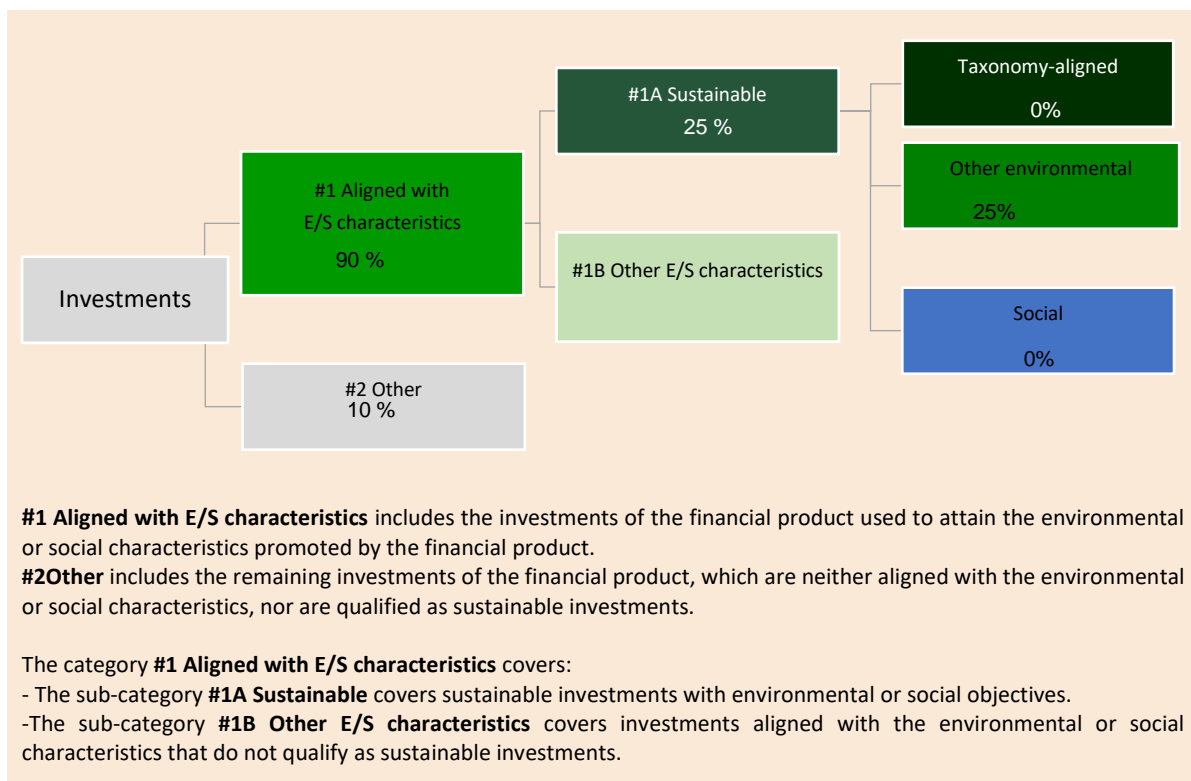 Investments
#1 Aligned with
E/S characteristics
90 %
#2 Other
10 %
#1A Sustainable
25 %
#1B Other E/S characteristics
Taxonomy-aligned
0%
Other environmental
25%
Social
0%
#1 Aligned with E/S characteristics includes the investments of the financial product used to attain the environmental
or social characteristics promoted by the financial product.
#2Other includes the remaining investments of the financial product, which are neither aligned with the environmental
or social characteristics, nor are qualified as sustainable investments.
The category #1 Aligned with E/S characteristics covers:
- The sub-category #1A Sustainable covers sustainable investments with environmental or social objectives.
-The sub-category #1B Other E/S characteristics covers investments aligned with the environmental or social
characteristics that do not qualify as sustainable investments.